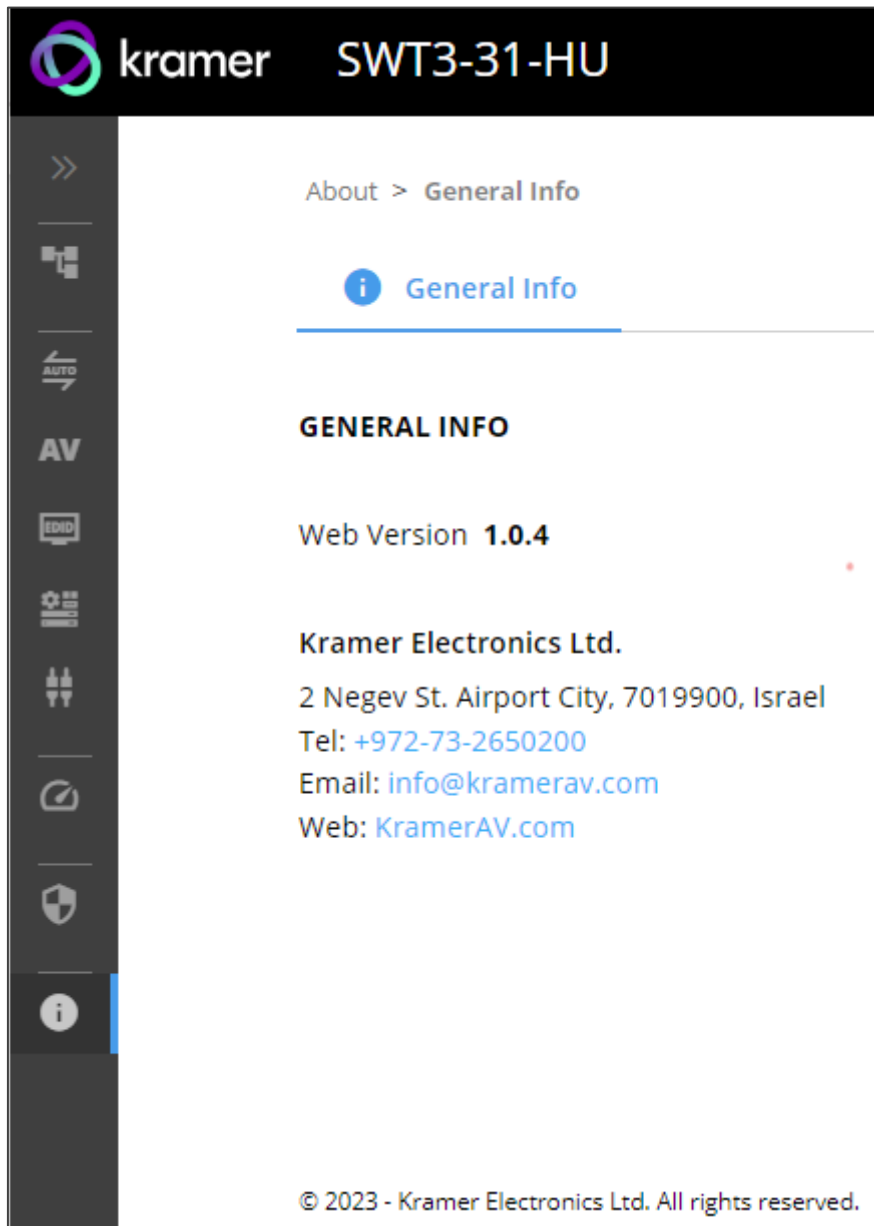 kramer SWT3-31-HU
About > General Info
i General Info
AUTO
AV
EDID
i
GENERAL INFO
Web Version 1.0.4
Kramer Electronics Ltd.
2 Negev St. Airport City, 7019900, Israel
Tel: +972-73-2650200
Email: info@kramerav.com
Web: KramerAV.com
© 2023 - Kramer Electronics Ltd. All rights reserved.